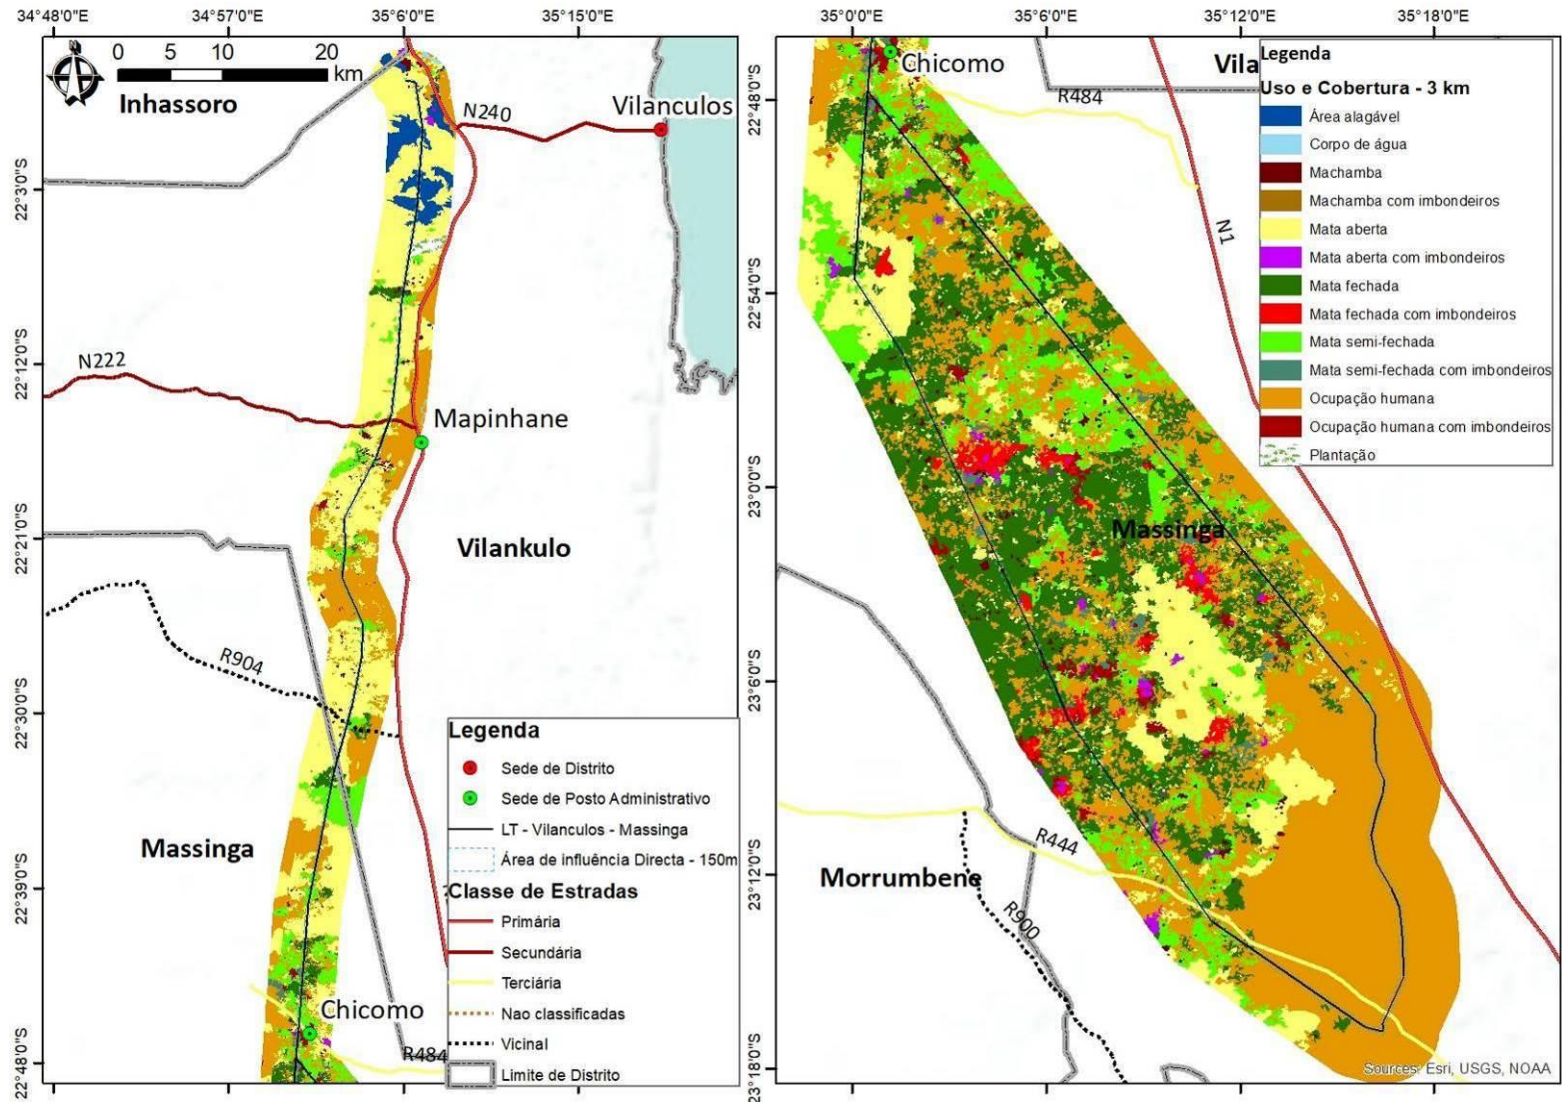 34°48'0"E
34°57'0"E
35°6'0"E
35°15'0"E
0 5 10 20
km
Inhassoro
N240
Vilanculos
N222
Mapinhane
Vilankulo
R904
Massinga
Chicomo
R484
22°3'0"S
22°12'0"S
22°21'0"S
22°30'0"S
22°39'0"S
22°48'0"S
Legenda
Sede de Distrito
Sede de Posto Administrativo
LT - Vilanculos - Massinga
Área de influência Directa - 150m
Classe de Estradas
Primária
Secundária
Terciária
Nao classificadas
Vicinal
Limite de Distrito
35°0'0"E
35°6'0"E
35°12'0"E
35°18'0"E
Chicomo
Vila
R484
N1
Massinga
Morrumbene
R444
R900
22°48'0"S
22°54'0"S
23°0'0"S
23°6'0"S
23°12'0"S
23°18'0"S
Legenda
Uso e Cobertura - 3 km
Área alagável
Corpo de água
Machamba
Machamba com imbondeiros
Mata aberta
Mata aberta com imbondeiros
Mata fechada
Mata fechada com imbondeiros
Mata semi-fechada
Mata semi-fechada com imbondeiros
Ocupação humana
Ocupação humana com imbondeiros
Plantação
Sources: Esri, USGS, NOAA